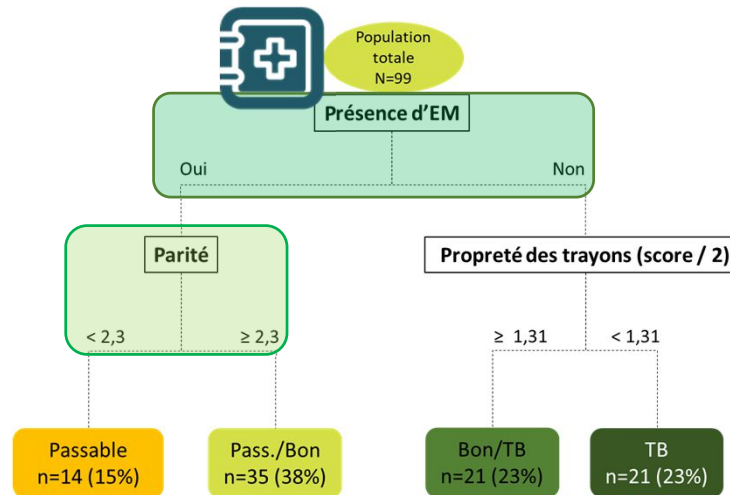 Population
totale
N=99
Présence d'EM
Oui
Non
Parité
Propreté des trayons (score / 2)
< 2,3
≥ 2,3
≥ 1,31
< 1,31
Passable
n=14 (15%)
Pass./Bon
n=35 (38%)
Bon/TB
n=21 (23%)
TB
n=21 (23%)